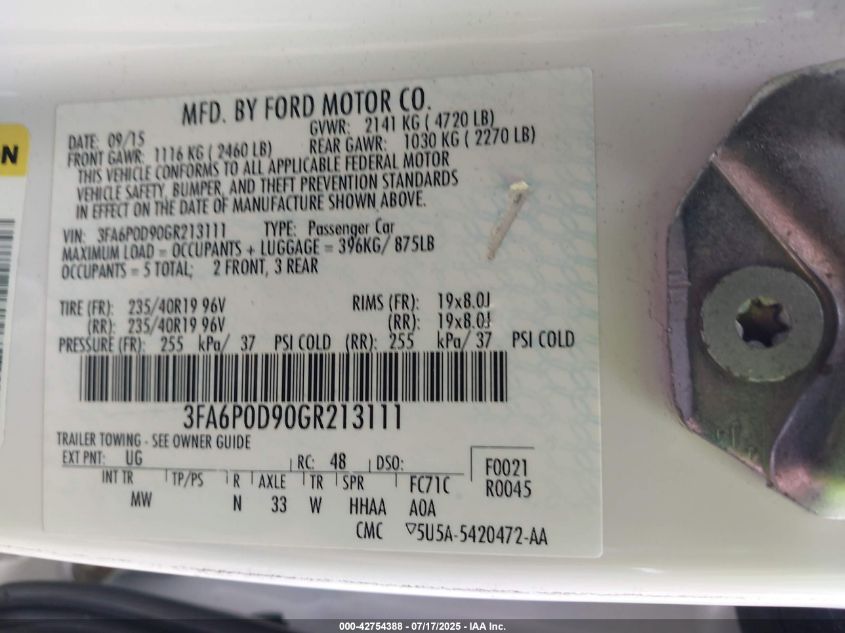 MFD. BY FORD MOTOR CO.
DATE: 09/15 GVWR: 2141 KG ( 4720 LB)
FRONT GAWR: 1116 KG ( 2460 LB) REAR GAWR: 1030 KG ( 2270 LB)
THIS VEHICLE CONFORMS TO ALL APPLICABLE FEDERAL MOTOR
VEHICLE SAFETY, BUMPER, AND THEFT PREVENTION STANDARDS
IN EFFECT ON THE DATE OF MANUFACTURE SHOWN ABOVE.
VIN: 3FA6P0D90GR213111 TYPE: Passenger Car
MAXIMUM LOAD = OCCUPANTS + LUGGAGE = 396KG/ 875LB
OCCUPANTS = 5 TOTAL; 2 FRONT, 3 REAR
TIRE (FR): 235/40R19 96V RIMS (FR): 19x8.0J
(RR): 235/40R19 96V (RR): 19x8.0J
PRESSURE (FR): 255 kPa/ 37 PSI COLD (RR): 255 kPa/ 37 PSI COLD
3FA6P0D90GR213111
TRAILER TOWING - SEE OWNER GUIDE
EXT PNT: UG RC: 48 DSO: F0021
INT TR TP/PS R AXLE TR SPR FC71C R0045
MW N 33 W HHAA A0A
CMC ▽5U5A-5420472-AA
N
000-42754388 / 07/17/2025 - IAA Inc.